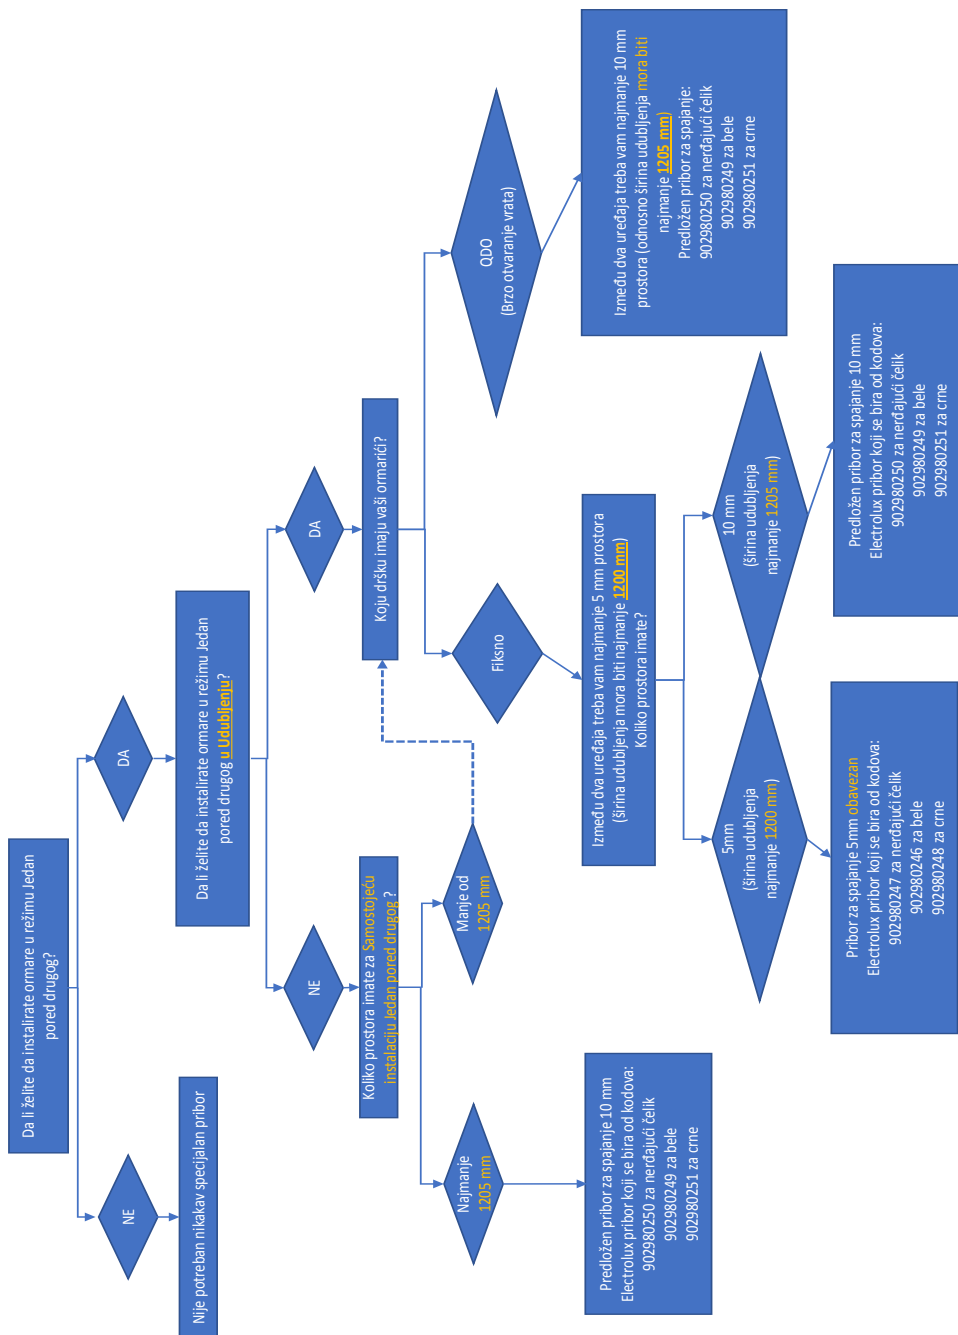 Da li želite da instalirate ormare u režimu Jedan
pored drugog?
NE
Nije potreban nikakav specijalan pribor
DA
Da li želite da instalirate ormare u režimu Jedan
pored drugog u Udubljenju?
NE
Koliko prostora imate za Samostojeću
instalaciju Jedan pored drugog ?
Najmanje
1205 mm
Predložen pribor za spajanje 10 mm
Electrolux pribor koji se bira od kodova:
902980250 za nerđajući čelik
902980249 za bele
902980251 za crne
Manje od
1205 mm
DA
Koju dršku imaju vaši ormarići?
Fiksno
Između dva uređaja treba vam najmanje 5 mm prostora
(širina udubljenja mora biti najmanje 1200 mm)
Koliko prostora imate?
5mm
(širina udubljenja
najmanje 1200 mm)
Pribor za spajanje 5mm obavezan
Electrolux pribor koji se bira od kodova:
902980247 za nerđajući čelik
902980246 za bele
902980248 za crne
10 mm
(širina udubljenja
najmanje 1205 mm)
Predložen pribor za spajanje 10 mm
Electrolux pribor koji se bira od kodova:
902980250 za nerđajući čelik
902980249 za bele
902980251 za crne
QDO
(Brzo otvaranje vrata)
Između dva uređaja treba vam najmanje 10 mm
prostora (odnosno širina udubljenja mora biti
najmanje 1205 mm)
Predložen pribor za spajanje:
902980250 za nerđajući čelik
902980249 za bele
902980251 za crne